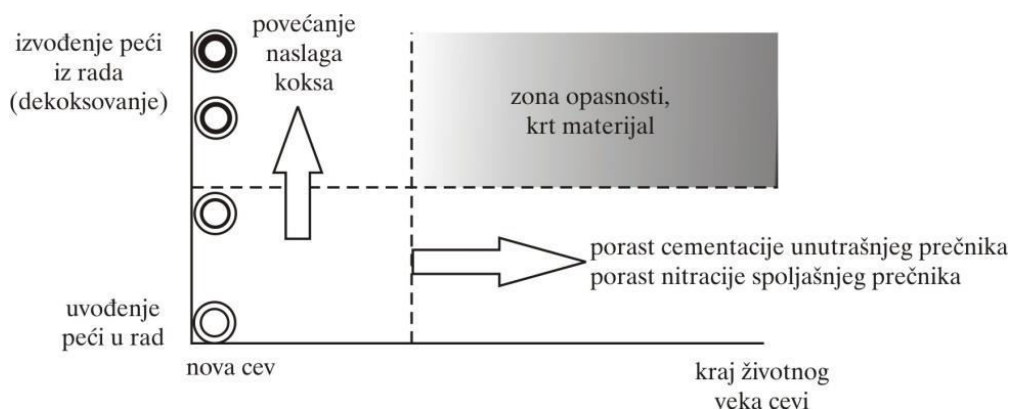 izvođenje peći
iz rada
(dekoksovanje)
povećanje
naslaga
koksa
zona opasnosti,
krt materijal
porast cementacije unutrašnjeg prečnika
porast nitracije spoljašnjeg prečnika
uvođenje
peći u rad
nova cev
kraj životnog
veka cevi